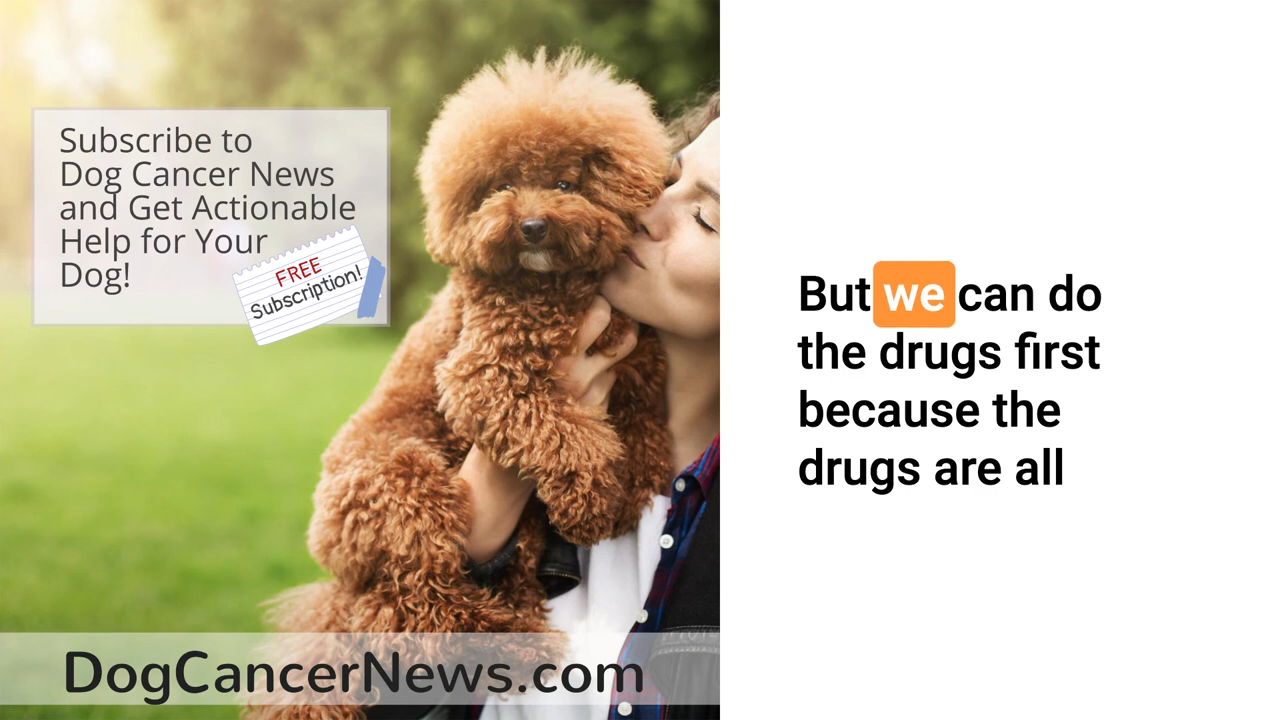 Subscribe to
Dog Cancer News
and Get Actionable
Help for Your
Dog!
FREE
Subscription!
DogCancerNews.com
But we can do
the drugs first
because the
drugs are all